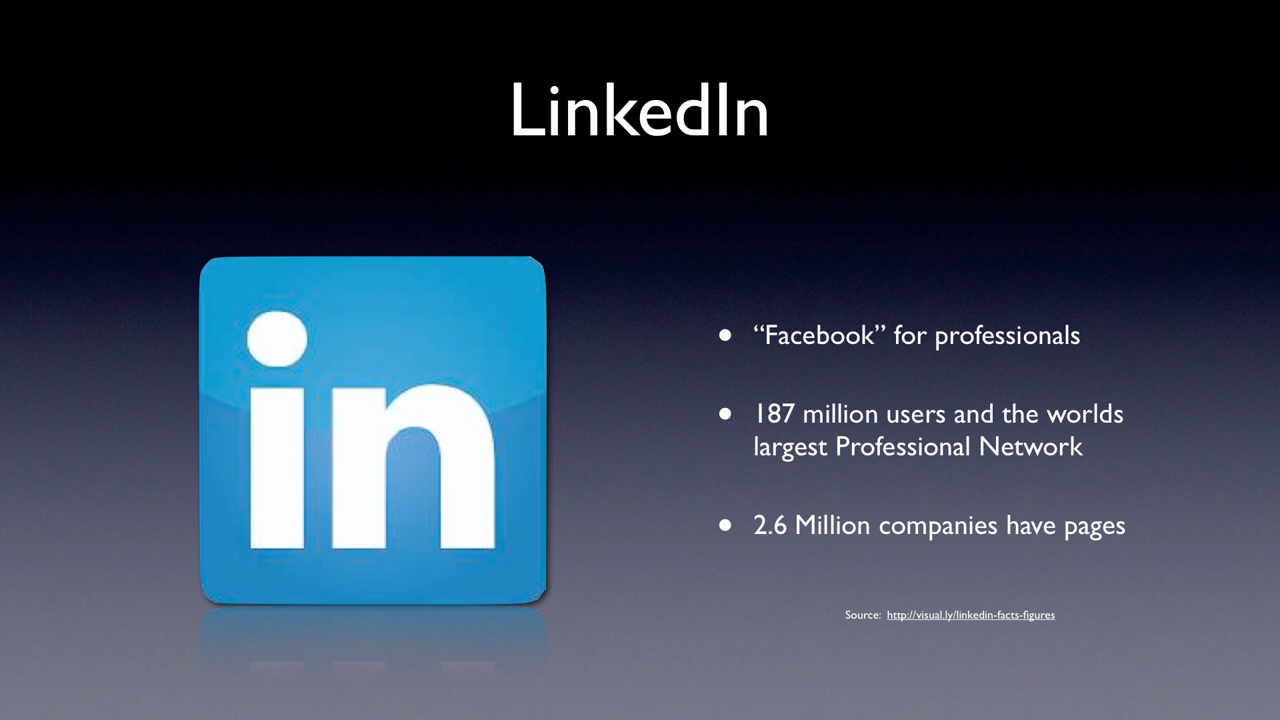 LinkedIn
in
• “Facebook” for professionals
• 187 million users and the worlds
largest Professional Network
• 2.6 Million companies have pages
Source: http://visual.ly/linkedin-facts-figures